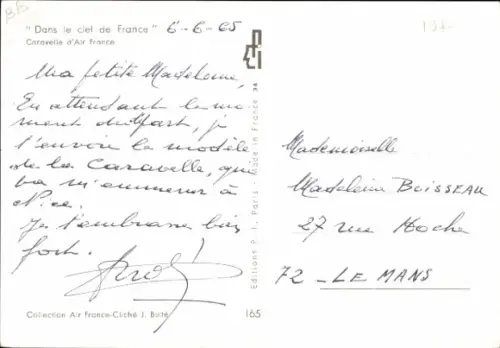 " Dans le ciel de France " 6-6-65
Caravelle d'Air France
Ma petite Madeleine,
En attendant le mo-
ment du départ, je
t'envoie le modèle
de la Caravelle, qui
va m'emmener à
Nice.
Je t'embrasse bien
fort.
Collection Air France-Cliché J. Buité
165
Editions P. I. Paris - Made in France
Mademoiselle
Madeleine BOISSEAU
27 rue Hoche
72 - LE MANS